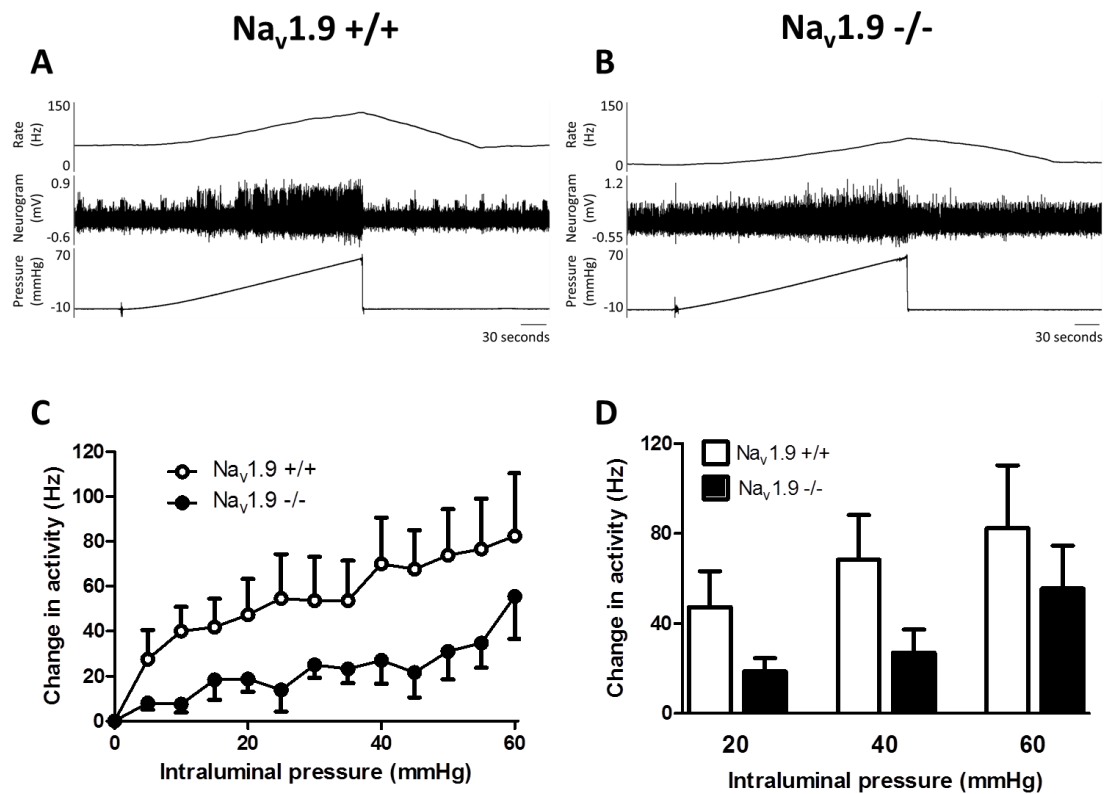 Nav1.9 +/+
Nav1.9 -/-
A
B
150
Rate
(Hz)
0
0.9
Neurogram
(mV)
-0.6
70
Pressure
(mmHg)
-10
30 seconds
150
Rate
(Hz)
0
1.2
Neurogram
(mV)
-0.55
70
Pressure
(mmHg)
-10
30 seconds
C
Change in activity (Hz)
120
100
80
60
40
20
0
Nav1.9 +/+
Nav1.9 -/-
0
20
40
60
Intraluminal pressure (mmHg)
D
Change in activity (Hz)
120
80
40
0
Nav1.9 +/+
Nav1.9 -/-
20
40
60
Intraluminal pressure (mmHg)